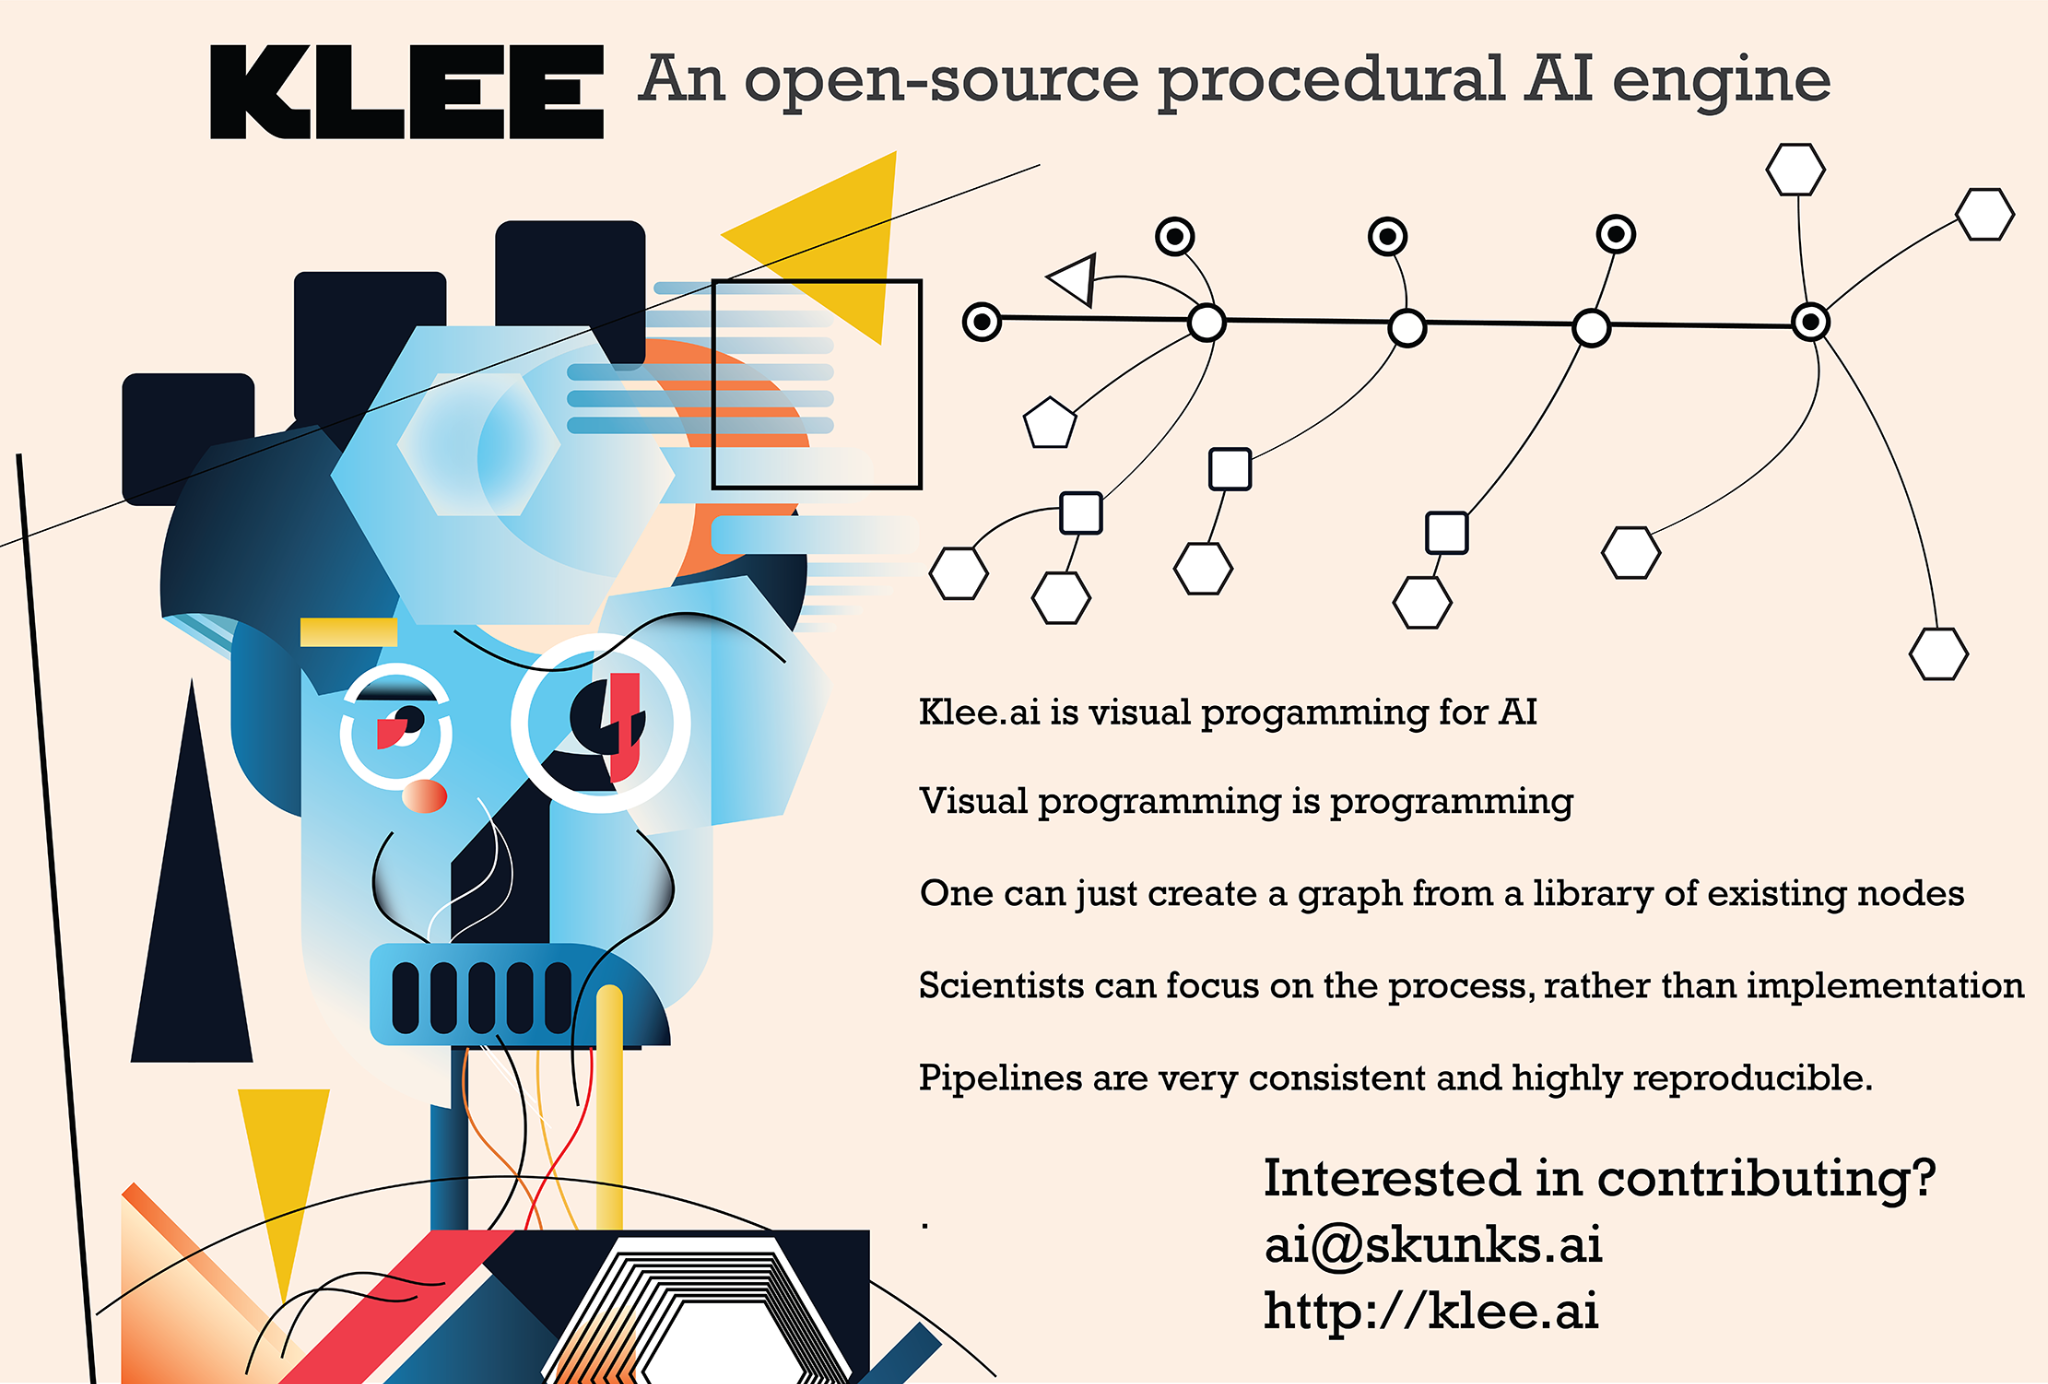 KLEE An open-source procedural AI engine
Klee.ai is visual progamming for AI
Visual programming is programming
One can just create a graph from a library of existing nodes
Scientists can focus on the process, rather than implementation
Pipelines are very consistent and highly reproducible.
Interested in contributing?
.
ai@skunks.ai
http://klee.ai